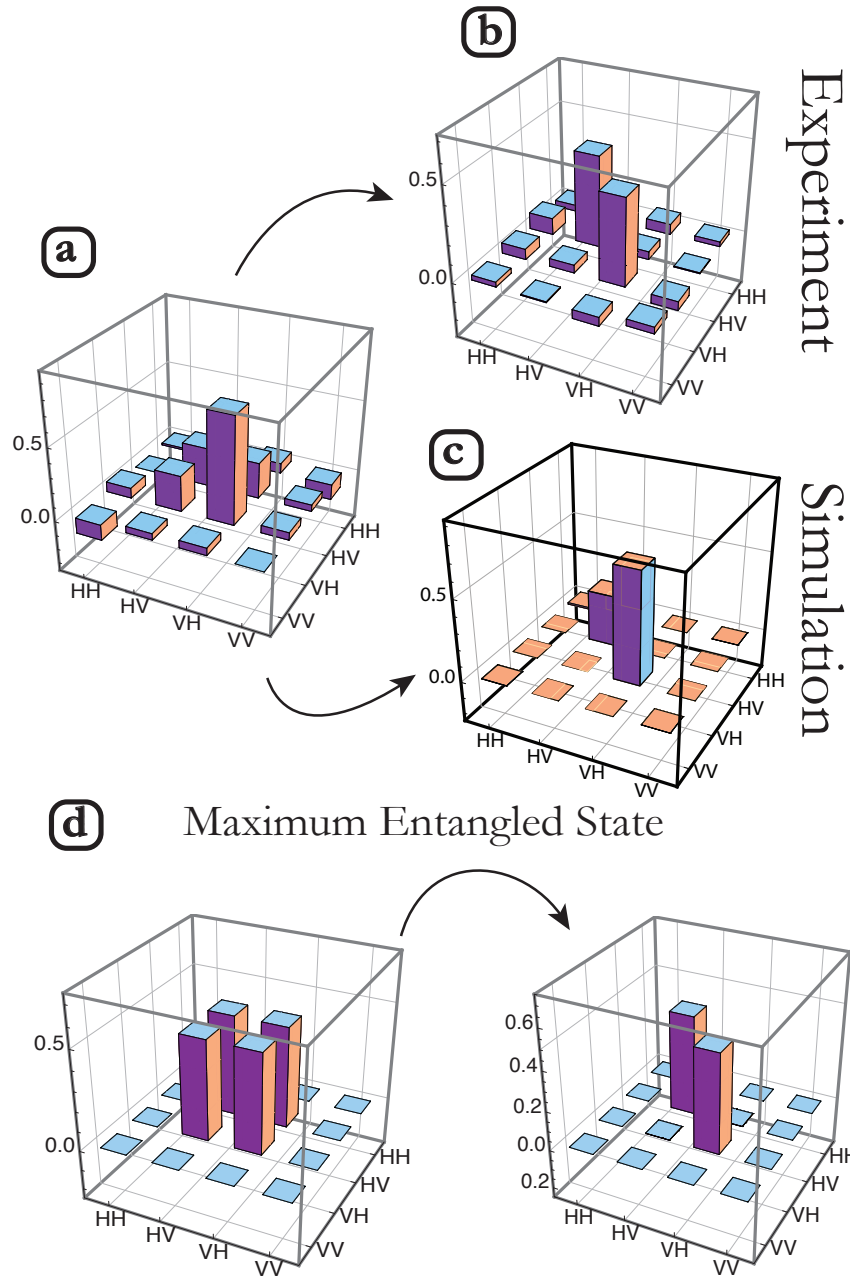 b
Experiment
0.5
0.0
HH
HV
VH
VV
HH
HV
VH
VV
a
0.5
0.0
HH
HV
VH
VV
HH
HV
VH
VV
c
Simulation
0.5
0.0
HH
HV
VH
VV
HH
HV
VH
VV
d
Maximum Entangled State
0.5
0.0
HH
HV
VH
VV
HH
HV
VH
VV
0.6
0.4
0.2
0.0
0.2
HH
HV
VH
VV
HH
HV
VH
VV